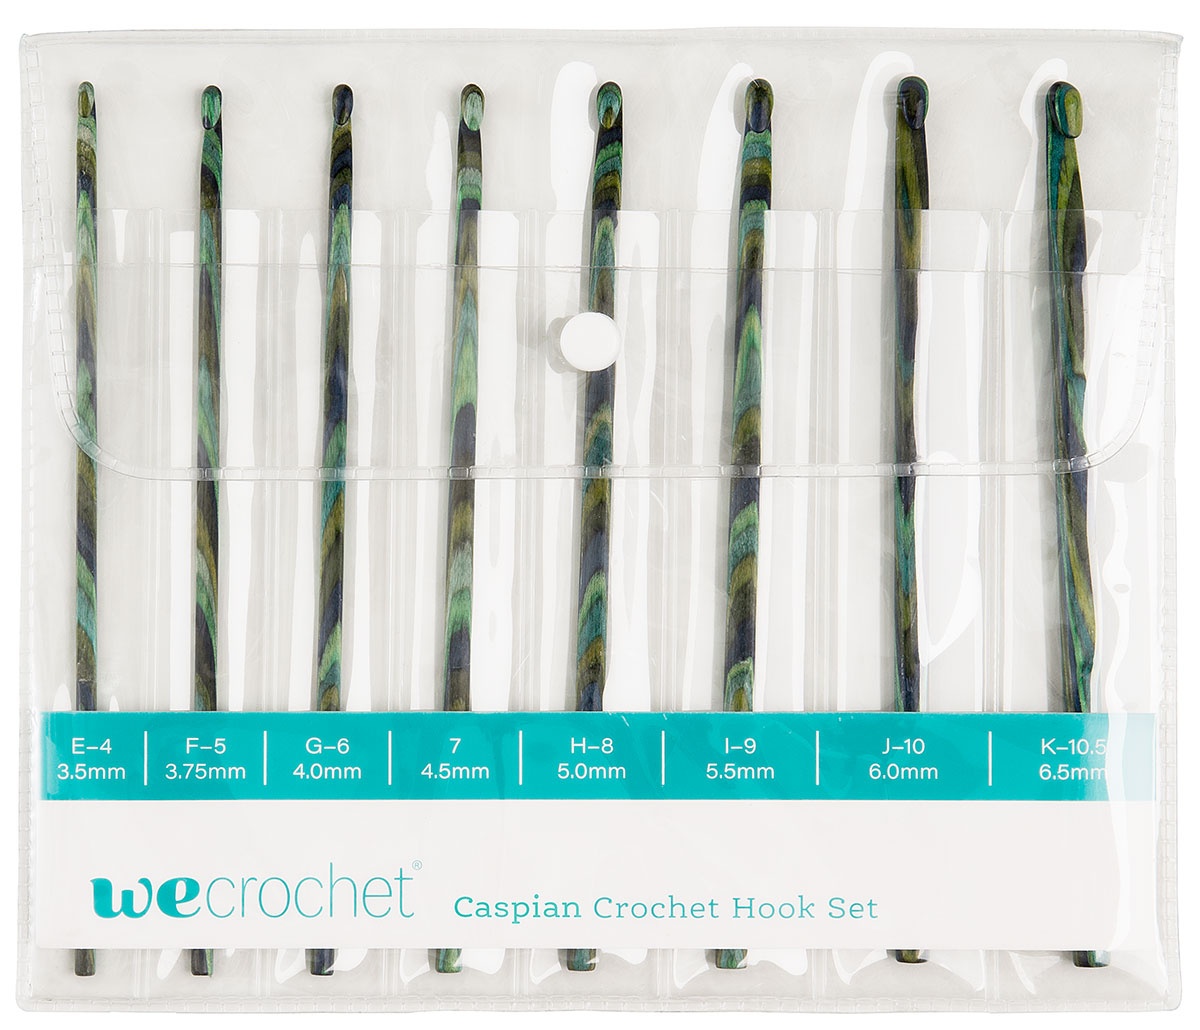 E–4 F–5 G–6 7 H–8 I–9 J–10 K–10.5
3.5mm 3.75mm 4.0mm 4.5mm 5.0mm 5.5mm 6.0mm 6.5mm
wecrochet®
Caspian Crochet Hook Set